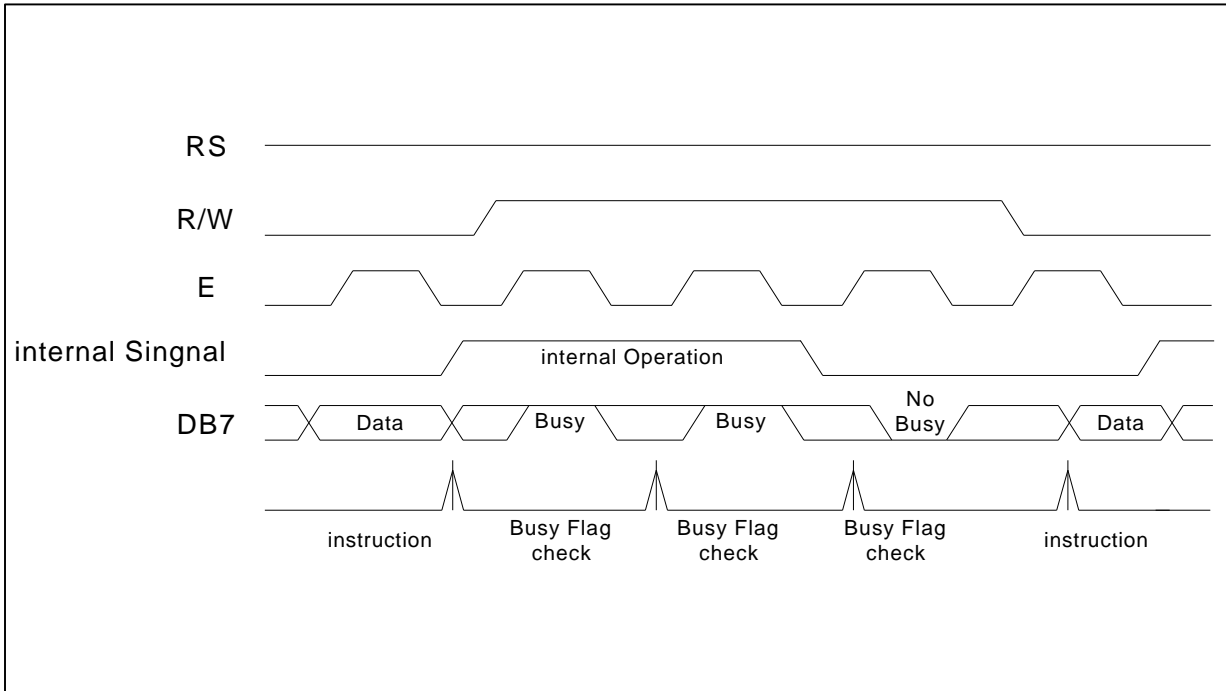 RS
R/W
E
internal Singnal
internal Operation
DB7
Data
Busy
Busy
No
Busy
Data
instruction
Busy Flag
check
Busy Flag
check
Busy Flag
check
instruction